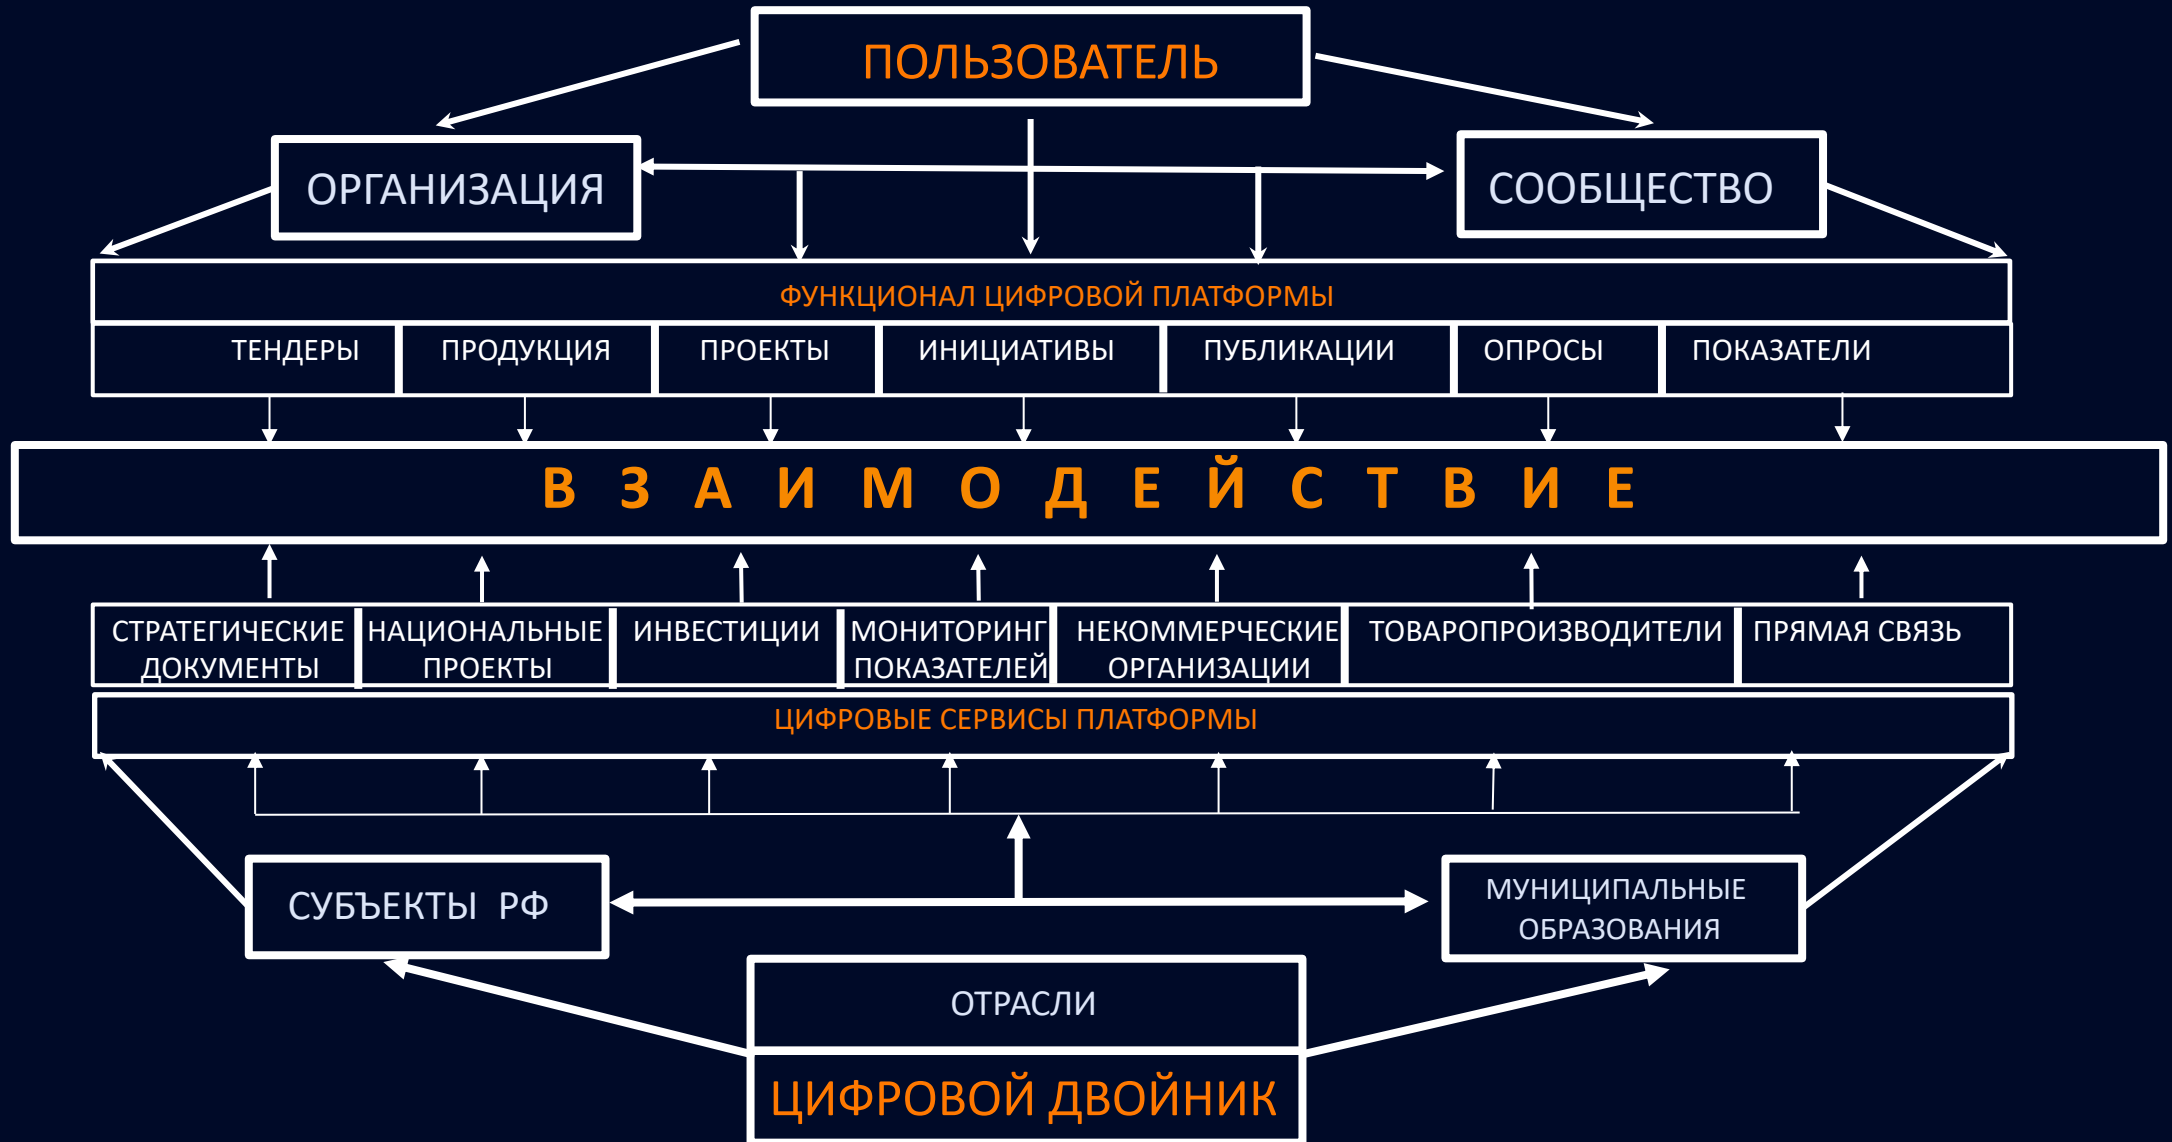 ПОЛЬЗОВАТЕЛЬ
ОРГАНИЗАЦИЯ
СООБЩЕСТВО
ФУНКЦИОНАЛ ЦИФРОВОЙ ПЛАТФОРМЫ
ТЕНДЕРЫ
ПРОДУКЦИЯ
ПРОЕКТЫ
ИНИЦИАТИВЫ
ПУБЛИКАЦИИ
ОПРОСЫ
ПОКАЗАТЕЛИ
В З А И М О Д Е Й С Т В И Е
СТРАТЕГИЧЕСКИЕ
ДОКУМЕНТЫ
НАЦИОНАЛЬНЫЕ
ПРОЕКТЫ
ИНВЕСТИЦИИ
МОНИТОРИНГ
ПОКАЗАТЕЛЕЙ
НЕКОММЕРЧЕСКИЕ
ОРГАНИЗАЦИИ
ТОВАРОПРОИЗВОДИТЕЛИ
ПРЯМАЯ СВЯЗЬ
ЦИФРОВЫЕ СЕРВИСЫ ПЛАТФОРМЫ
СУБЪЕКТЫ РФ
МУНИЦИПАЛЬНЫЕ
ОБРАЗОВАНИЯ
ОТРАСЛИ
ЦИФРОВОЙ ДВОЙНИК